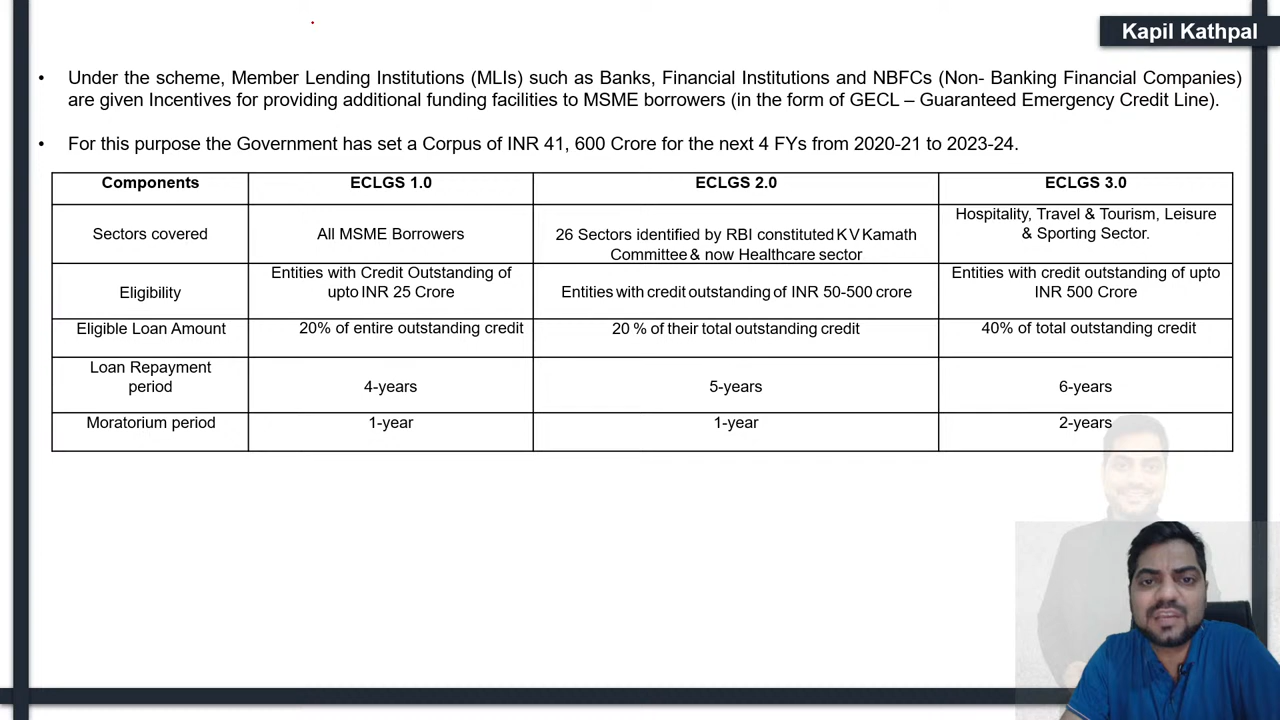 Kapil Kathpal
• Under the scheme, Member Lending Institutions (MLIs) such as Banks, Financial Institutions and NBFCs (Non- Banking Financial Companies)
are given Incentives for providing additional funding facilities to MSME borrowers (in the form of GECL – Guaranteed Emergency Credit Line).
• For this purpose the Government has set a Corpus of INR 41, 600 Crore for the next 4 FYs from 2020-21 to 2023-24.
Components ECLGS 1.0 ECLGS 2.0 ECLGS 3.0
Sectors covered
All MSME Borrowers
26 Sectors identified by RBI constituted K V Kamath
Committee & now Healthcare sector
Hospitality, Travel & Tourism, Leisure
& Sporting Sector.
Eligibility
Entities with Credit Outstanding of
upto INR 25 Crore
Entities with credit outstanding of INR 50-500 crore
Entities with credit outstanding of upto
INR 500 Crore
Eligible Loan Amount 20% of entire outstanding credit 20 % of their total outstanding credit 40% of total outstanding credit
Loan Repayment
period
4-years 5-years 6-years
Moratorium period 1-year 1-year 2-years